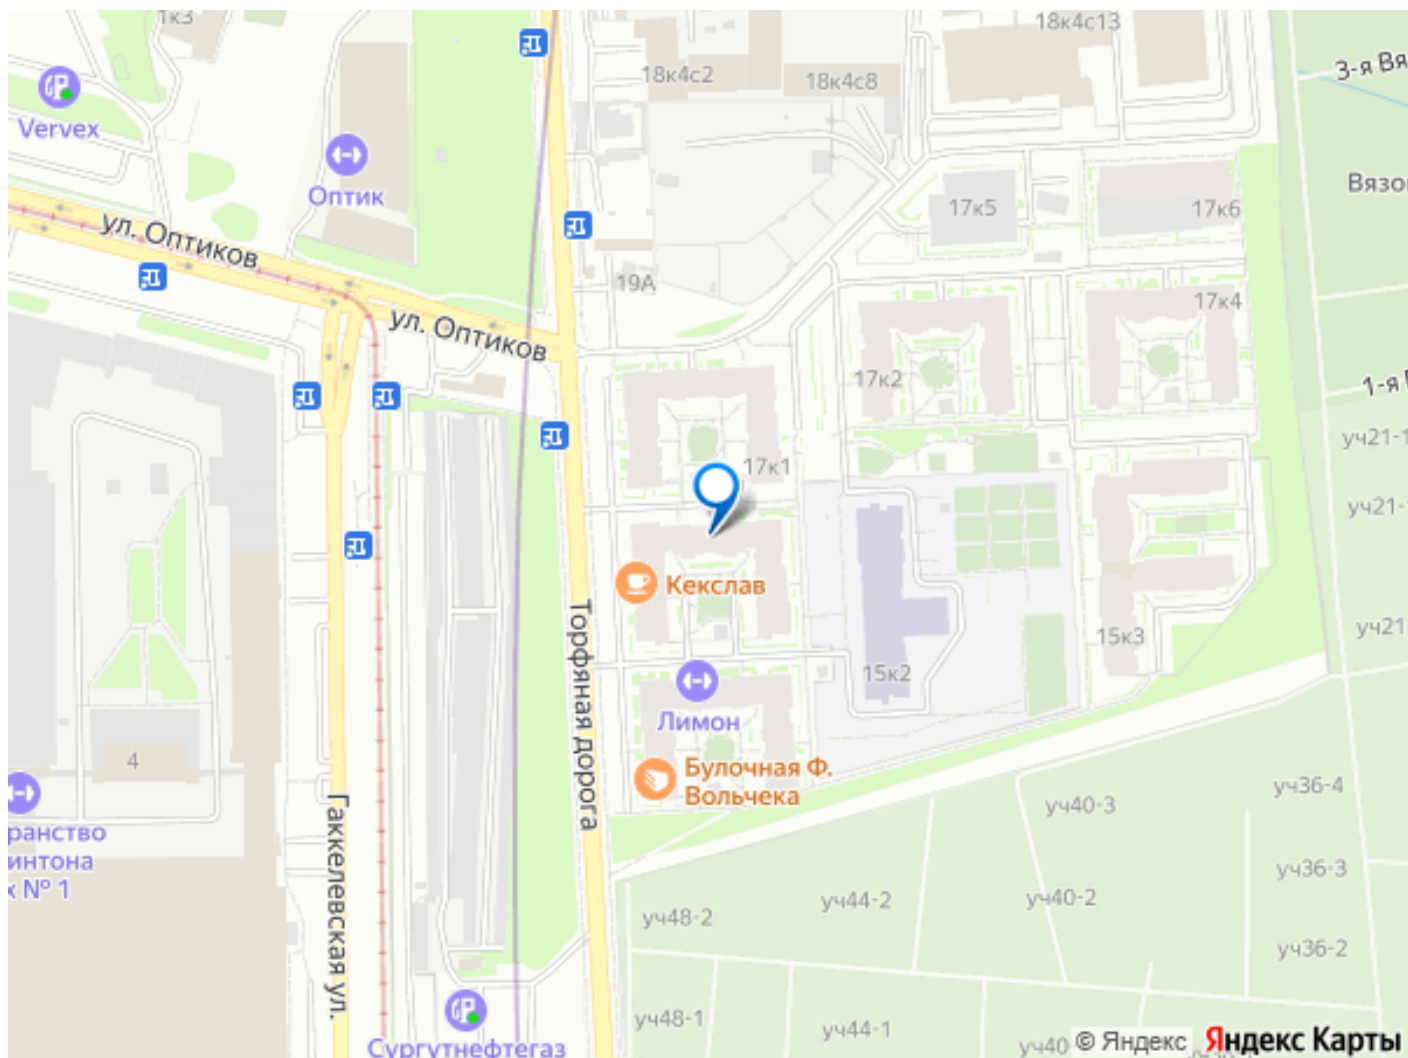 1к3
18к4с13
3-я Вя
18к4с2
18к4с8
Vervex
Оптик
Вязо
17к5
17к6
ул. Оптиков
19А
17к4
ул. Оптиков
17к2
1-я
уч21-1
17к1
уч21-
Кекслав
Торфяная дорога
уч21-
15к3
15к2
Лимон
4
Булочная Ф.
Вольчека
уч36-4
уч40-3
Гаккелевская ул.
ранство
интона
х № 1
уч36-3
уч44-2
уч40-2
уч48-2
уч36-2
уч48-1
уч44-1
уч40
© Яндекс
Яндекс Карты
Сургутнефтегаз